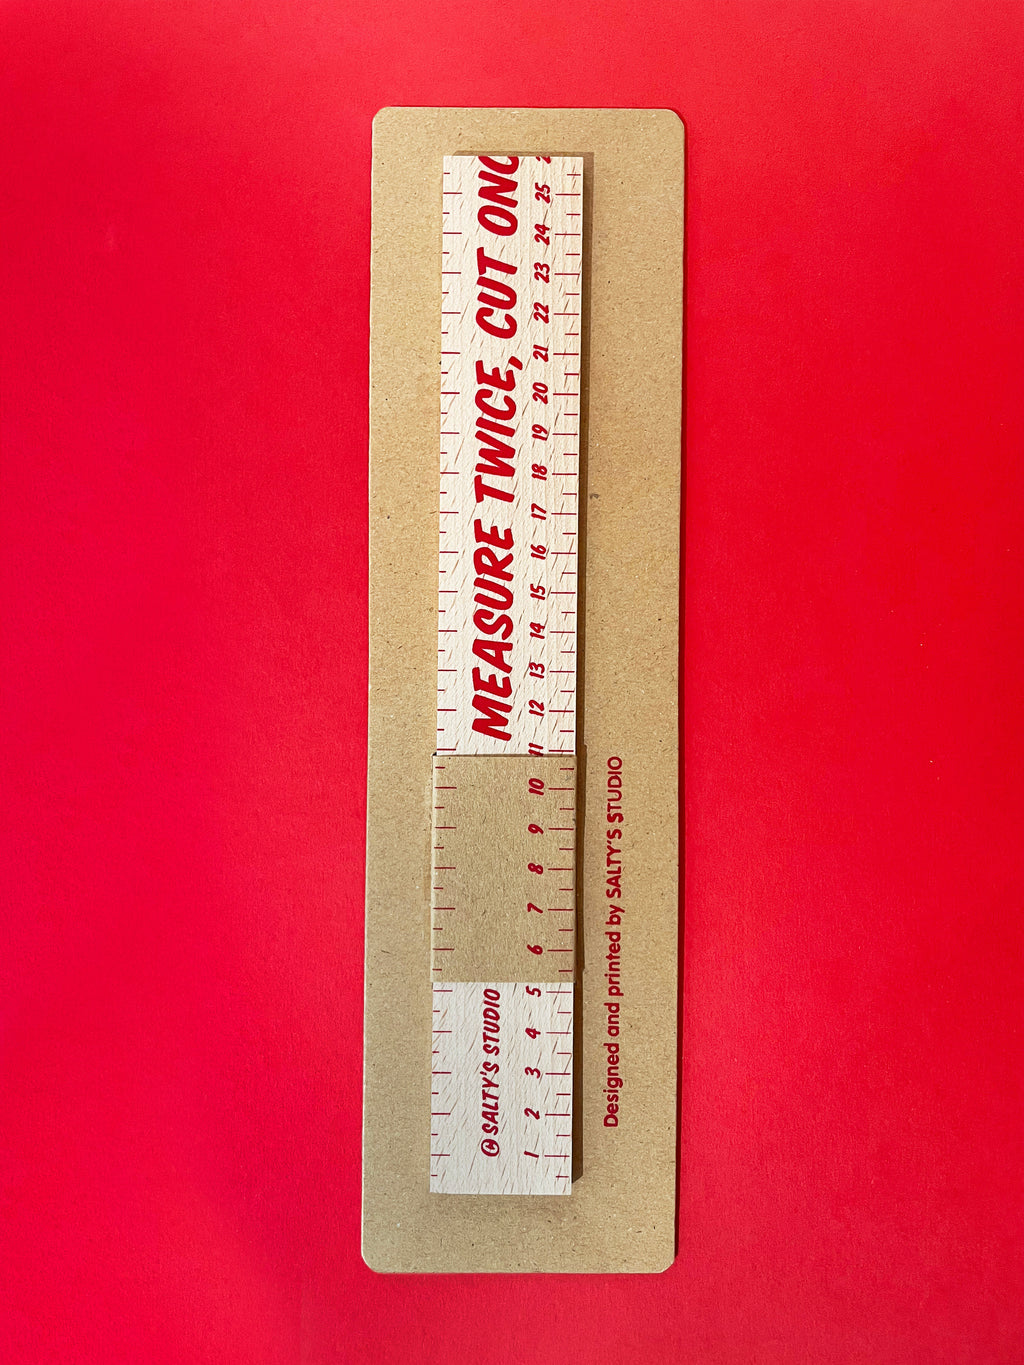 MEASURE TWICE, CUT ONC
1 2 3 4 5 6 7 8 9 10 11 12 13 14 15 16 17 18 19 20 21 22 23 24 25 2
SALTY'S STUDIO
Designed and printed by SALTY'S STUDIO